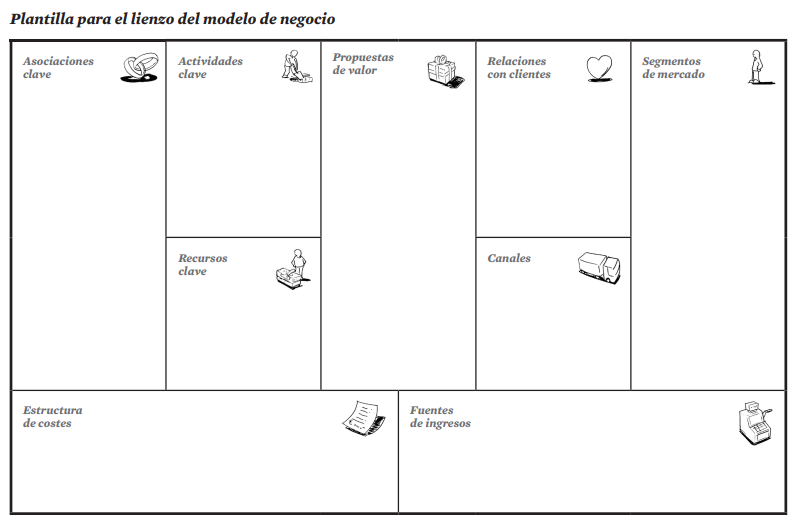 Plantilla para el lienzo del modelo de negocio
Asociaciones
clave
Actividades
clave
Propuestas
de valor
Relaciones
con clientes
Segmentos
de mercado
Recursos
clave
Canales
Estructura
de costes
Fuentes
de ingresos